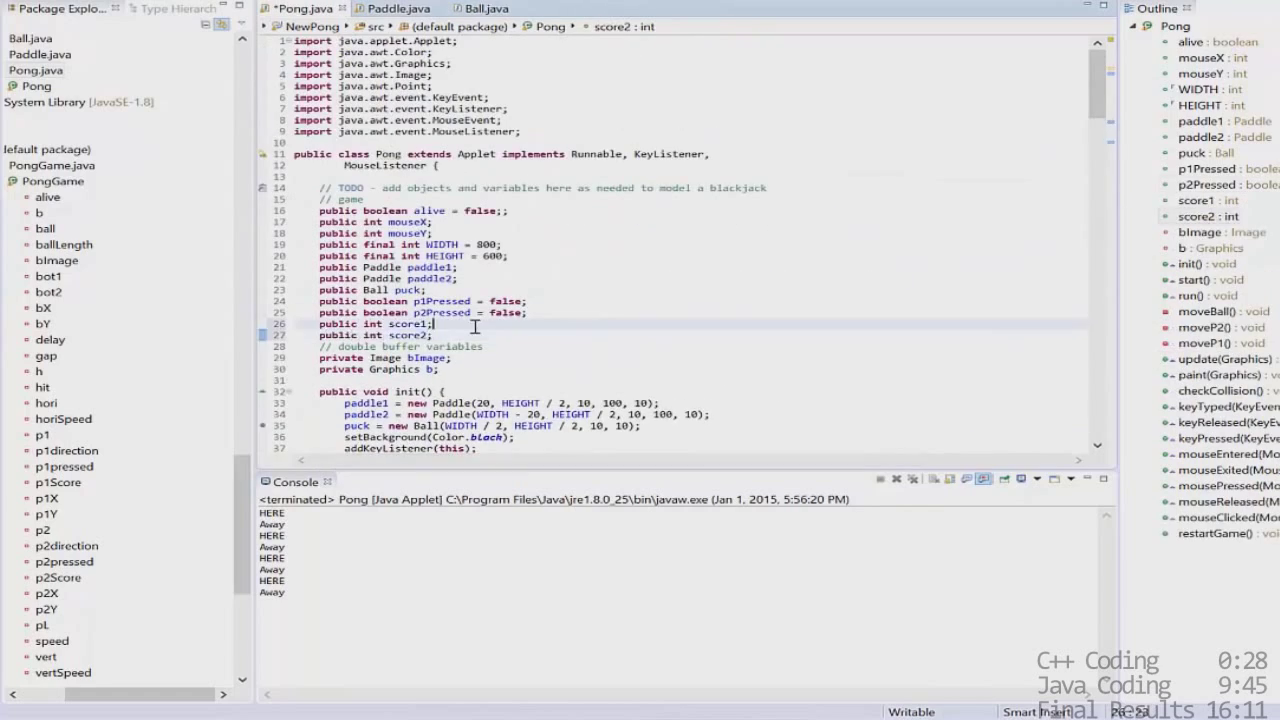 Package Explo...
Type Hierarch
*Pong.java
Paddle.java
Ball.java
Outline
Ball.java
Paddle.java
Pong.java
Pong
System Library [JavaSE-1.8]
default package)
PongGame.java
PongGame
alive
b
ball
ballLength
bImage
bot1
bot2
bX
bY
delay
gap
h
hit
hori
horiSpeed
p1
p1direction
p1pressed
p1Score
p1X
p1Y
p2
p2direction
p2pressed
p2Score
p2X
p2Y
pL
speed
vert
vertSpeed
NewPong src (default package) Pong score2 : int
1 import java.applet.Applet;
2 import java.awt.Color;
3 import java.awt.Graphics;
4 import java.awt.Image;
5 import java.awt.Point;
6 import java.awt.event.KeyEvent;
7 import java.awt.event.KeyListener;
8 import java.awt.event.MouseEvent;
9 import java.awt.event.MouseListener;
10
11 public class Pong extends Applet implements Runnable, KeyListener,
12 MouseListener {
13
14 // TODO - add objects and variables here as needed to model a blackjack
15 // game
16 public boolean alive = false;;
17 public int mouseX;
18 public int mouseY;
19 public final int WIDTH = 800;
20 public final int HEIGHT = 600;
21 public Paddle paddle1;
22 public Paddle paddle2;
23 public Ball puck;
24 public boolean p1Pressed = false;
25 public boolean p2Pressed = false;
26 public int score1;
27 public int score2;
28 // double buffer variables
29 private Image bImage;
30 private Graphics b;
31
32 public void init() {
33 paddle1 = new Paddle(20, HEIGHT / 2, 10, 100, 10);
34 paddle2 = new Paddle(WIDTH - 20, HEIGHT / 2, 10, 100, 10);
35 puck = new Ball(WIDTH / 2, HEIGHT / 2, 10, 10);
36 setBackground(Color.black);
37 addKeyListener(this);
Console
<terminated> Pong [Java Applet] C:\Program Files\Java\jre1.8.0_25\bin\javaw.exe (Jan 1, 2015, 5:56:20 PM)
HERE
Away
HERE
Away
HERE
Away
HERE
Away
Pong
alive : boolean
mouseX : int
mouseY : int
WIDTH : int
HEIGHT : int
paddle1 : Paddle
paddle2 : Paddle
puck : Ball
p1Pressed : boole
p2Pressed : boole
score1 : int
score2 : int
bImage : Image
b : Graphics
init() : void
start() : void
run() : void
moveBall() : void
moveP2() : void
moveP1() : void
update(Graphics)
paint(Graphics) :
checkCollision() :
keyTyped(KeyEve
keyReleased(KeyE
keyPressed(KeyEv
mouseEntered(Mo
mouseExited(Mou
mousePressed(Mo
mouseReleased(M
mouseClicked(Mou
restartGame() : voi
C++ Coding 0:28
Java Coding 9:45
Final Results 16:11
Writable
Smart Insert